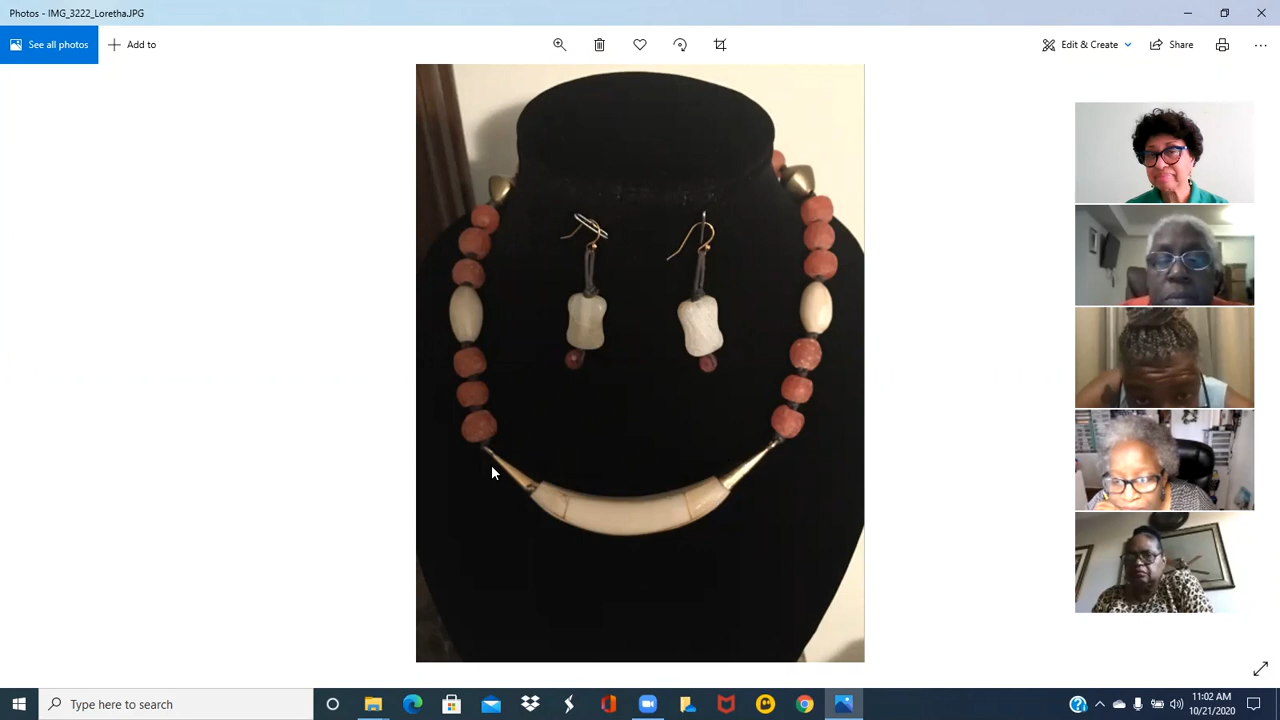 Photos - IMG_3222_Loretha.JPG
See all photos
Add to
Edit & Create
Share
Type here to search
11:02 AM
10/21/2020